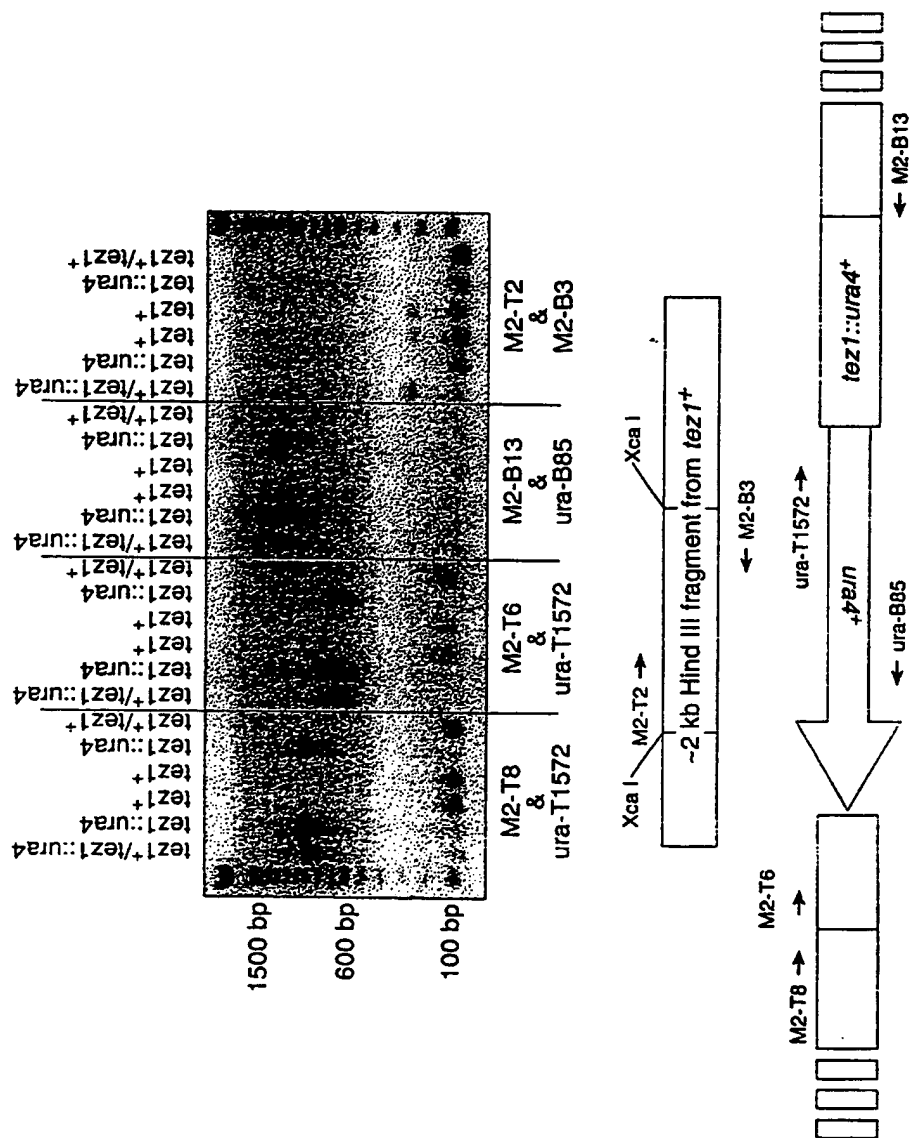 tez1⁺/tez1::ura4
tez1::ura4
tez1⁺
tez1⁺
tez1::ura4
tez1⁺/tez1⁺
tez1⁺/tez1::ura4
tez1::ura4
tez1⁺
tez1⁺
tez1::ura4
tez1⁺/tez1⁺
tez1⁺/tez1::ura4
tez1::ura4
tez1⁺
tez1⁺
tez1::ura4
tez1⁺/tez1⁺
tez1⁺/tez1::ura4
tez1::ura4
tez1⁺
tez1⁺
tez1::ura4
tez1⁺/tez1⁺
1500 bp
600 bp
100 bp
M2-T8
&
ura-T1572
M2-T6
&
ura-T1572
M2-B13
&
ura-B85
M2-T2
&
M2-B3
Xca I
M2-T2
Xca I
~2 kb Hind III fragment from tez1⁺
M2-B3
M2-T8
M2-T6
ura-T1572
ura4⁺
tez1::ura4⁺
ura-B85
M2-B13